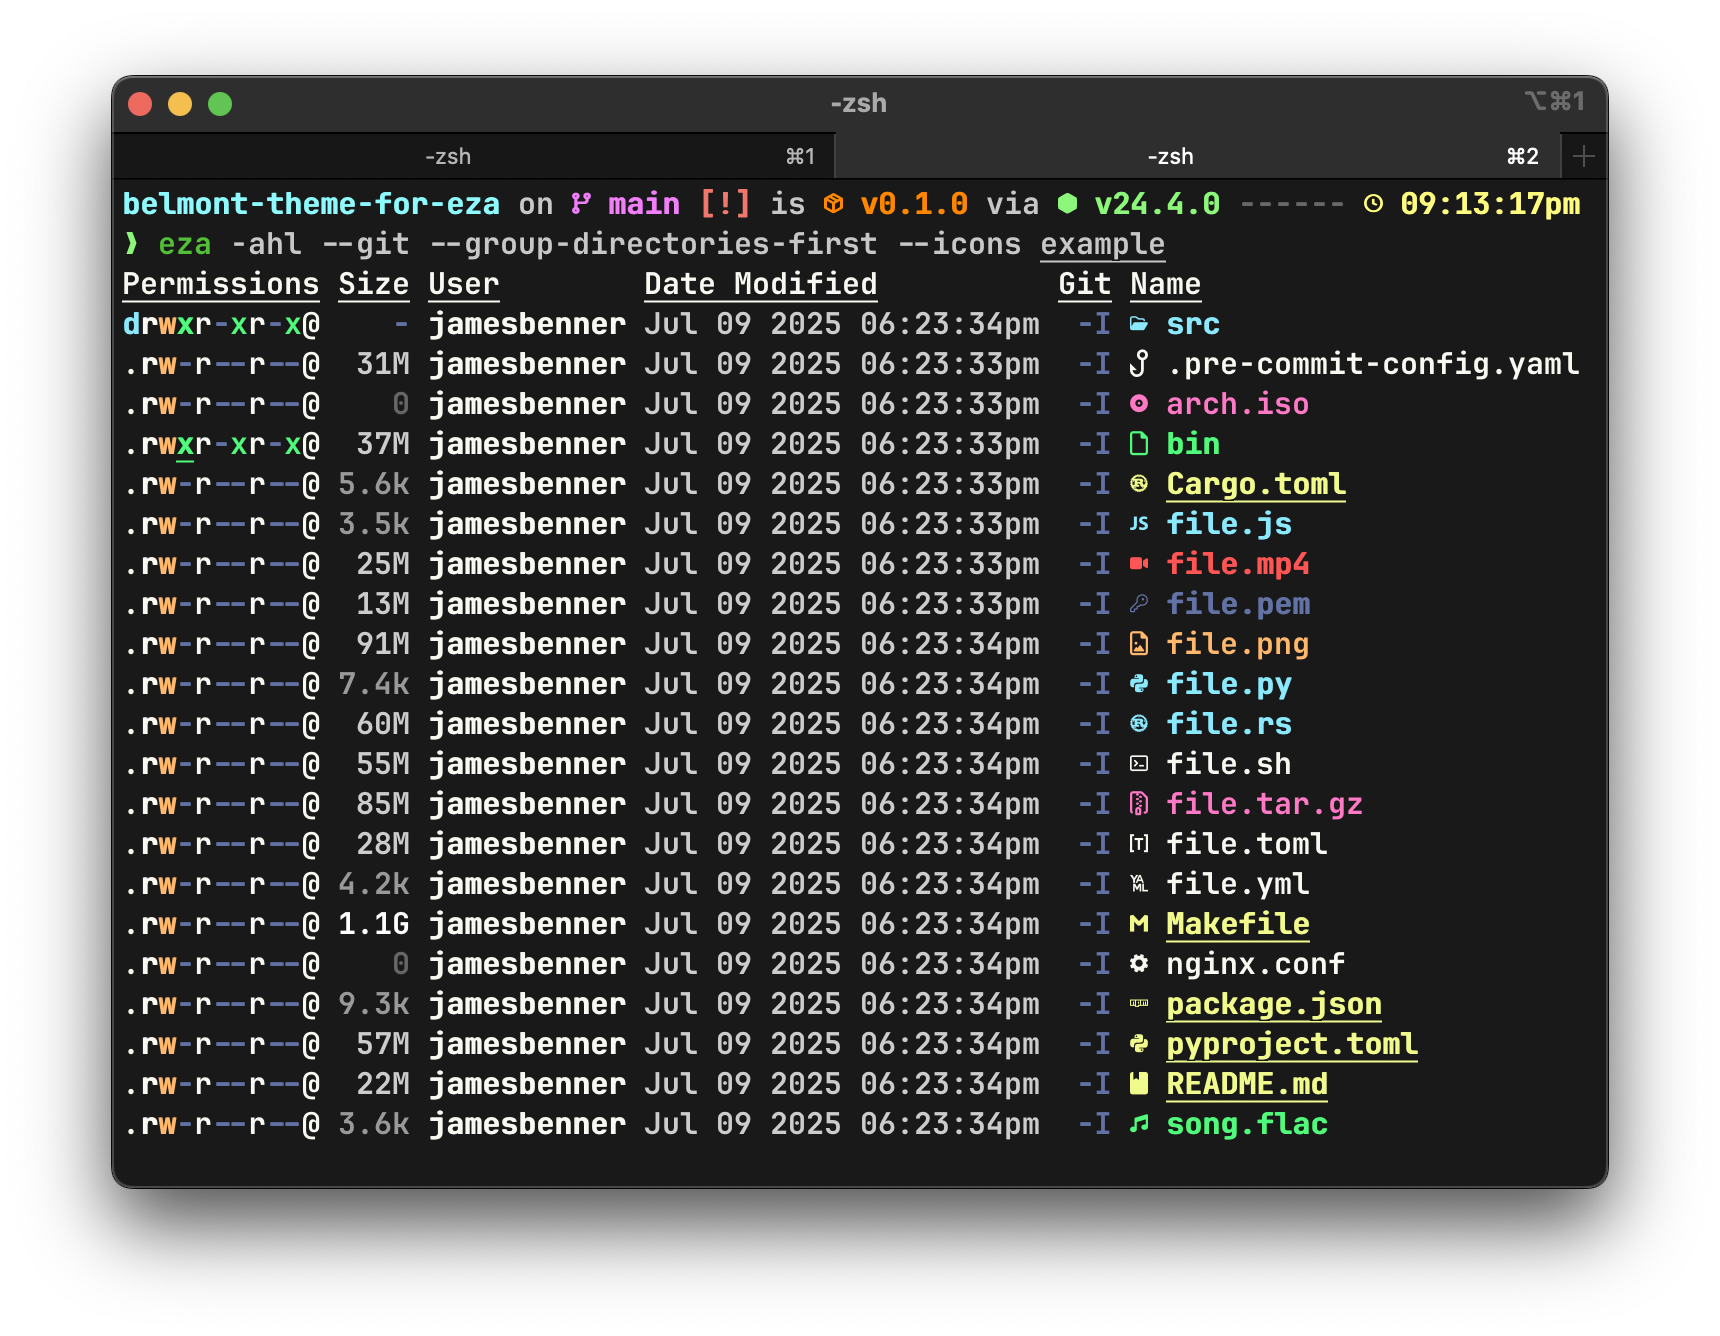 -zsh ⌥⌘1
-zsh ⌘1 -zsh ⌘2
belmont-theme-for-eza on main [!] is v0.1.0 via v24.4.0 ------ 09:13:17pm
❯ eza -ahl --git --group-directories-first --icons example
Permissions Size User Date Modified Git Name
drwxr-xr-x@ - jamesbenner Jul 09 2025 06:23:34pm -I src
.rw-r--r--@ 31M jamesbenner Jul 09 2025 06:23:33pm -I .pre-commit-config.yaml
.rw-r--r--@ 0 jamesbenner Jul 09 2025 06:23:33pm -I arch.iso
.rwxr-xr-x@ 37M jamesbenner Jul 09 2025 06:23:33pm -I bin
.rw-r--r--@ 5.6k jamesbenner Jul 09 2025 06:23:33pm -I Cargo.toml
.rw-r--r--@ 3.5k jamesbenner Jul 09 2025 06:23:33pm -I JS file.js
.rw-r--r--@ 25M jamesbenner Jul 09 2025 06:23:33pm -I file.mp4
.rw-r--r--@ 13M jamesbenner Jul 09 2025 06:23:33pm -I file.pem
.rw-r--r--@ 91M jamesbenner Jul 09 2025 06:23:34pm -I file.png
.rw-r--r--@ 7.4k jamesbenner Jul 09 2025 06:23:34pm -I file.py
.rw-r--r--@ 60M jamesbenner Jul 09 2025 06:23:34pm -I file.rs
.rw-r--r--@ 55M jamesbenner Jul 09 2025 06:23:34pm -I file.sh
.rw-r--r--@ 85M jamesbenner Jul 09 2025 06:23:34pm -I file.tar.gz
.rw-r--r--@ 28M jamesbenner Jul 09 2025 06:23:34pm -I [T] file.toml
.rw-r--r--@ 4.2k jamesbenner Jul 09 2025 06:23:34pm -I YAML file.yml
.rw-r--r--@ 1.1G jamesbenner Jul 09 2025 06:23:34pm -I M Makefile
.rw-r--r--@ 0 jamesbenner Jul 09 2025 06:23:34pm -I nginx.conf
.rw-r--r--@ 9.3k jamesbenner Jul 09 2025 06:23:34pm -I npm package.json
.rw-r--r--@ 57M jamesbenner Jul 09 2025 06:23:34pm -I pyproject.toml
.rw-r--r--@ 22M jamesbenner Jul 09 2025 06:23:34pm -I README.md
.rw-r--r--@ 3.6k jamesbenner Jul 09 2025 06:23:34pm -I song.flac